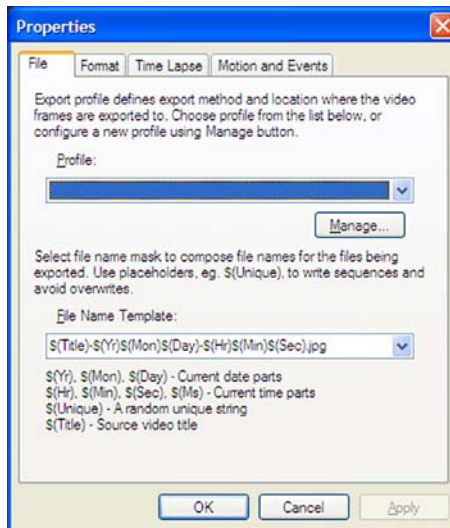 Properties
File
Format
Time Lapse
Motion and Events
Export profile defines export method and location where the video
frames are exported to. Choose profile from the list below, or
configure a new profile using Manage button.
Profile:
Manage...
Select file name mask to compose file names for the files being
exported. Use placeholders, eg. $(Unique), to write sequences and
avoid overwrites.
File Name Template:
$(Title)-$(Yr)$(Mon)$(Day)-$(Hr)$(Min)$(Sec).jpg
$(Yr), $(Mon), $(Day) - Current date parts
$(Hr), $(Min), $(Sec), $(Ms) - Current time parts
$(Unique) - A random unique string
$(Title) - Source video title
OK
Cancel
Apply